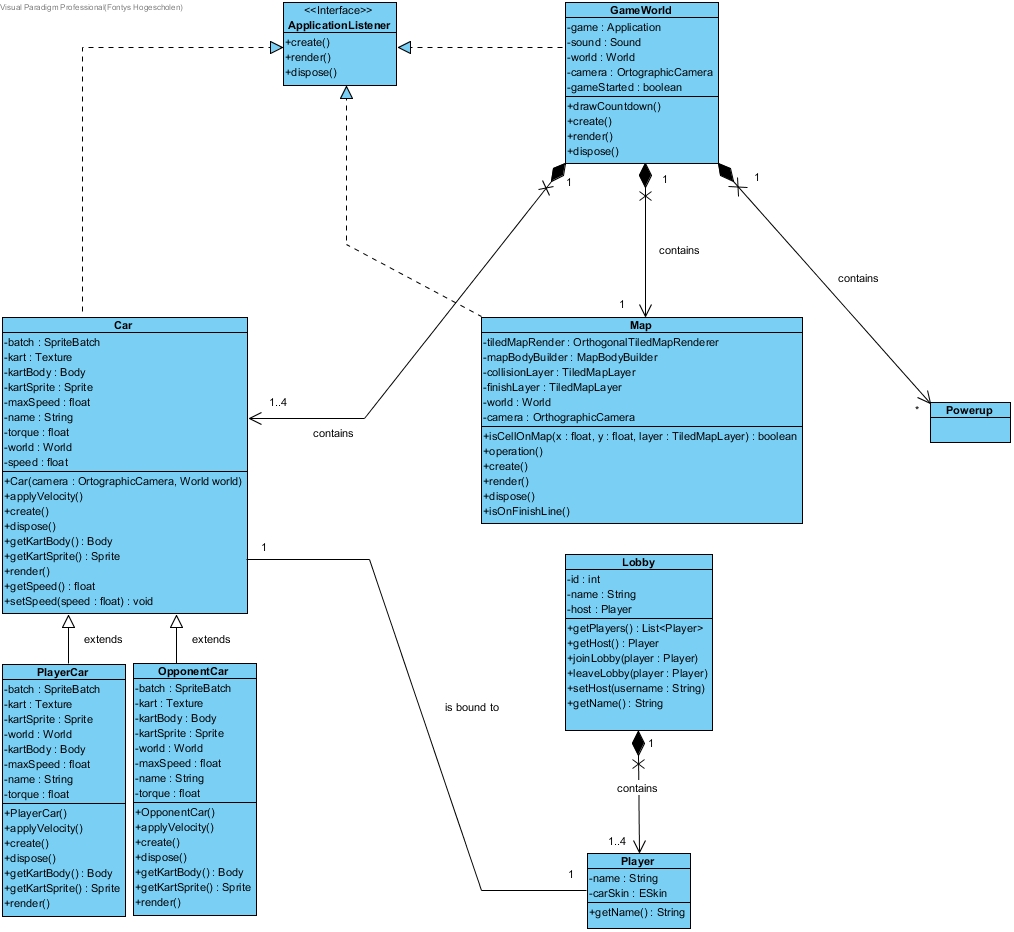 Visual Paradigm Professional(Fontys Hogescholen)
<<Interface>>
ApplicationListener
+create()
+render()
+dispose()
GameWorld
-game : Application
-sound : Sound
-world : World
-camera : OrtographicCamera
-gameStarted : boolean
+drawCountdown()
+create()
+render()
+dispose()
1
1
1
contains
contains
contains
1
1..4
*
Car
-batch : SpriteBatch
-kart : Texture
-kartBody : Body
-kartSprite : Sprite
-maxSpeed : float
-name : String
-torque : float
-world : World
-speed : float
+Car(camera : OrtographicCamera, World world)
+applyVelocity()
+create()
+dispose()
+getKartBody() : Body
+getKartSprite() : Sprite
+render()
+getSpeed() : float
+setSpeed(speed : float) : void
Map
-tiledMapRender : OrthogonalTiledMapRenderer
-mapBodyBuilder : MapBodyBuilder
-collisionLayer : TiledMapLayer
-finishLayer : TiledMapLayer
-world : World
-camera : OrthographicCamera
+isCellOnMap(x : float, y : float, layer : TiledMapLayer) : boolean
+operation()
+create()
+render()
+dispose()
+isOnFinishLine()
Powerup
1
extends
extends
PlayerCar
-batch : SpriteBatch
-kart : Texture
-kartSprite : Sprite
-world : World
-kartBody : Body
-maxSpeed : float
-name : String
-torque : float
+PlayerCar()
+applyVelocity()
+create()
+dispose()
+getKartBody() : Body
+getKartSprite() : Sprite
+render()
OpponentCar
-batch : SpriteBatch
-kart : Texture
-kartBody : Body
-kartSprite : Sprite
-world : World
-maxSpeed : float
-name : String
-torque : float
+OpponentCar()
+applyVelocity()
+create()
+dispose()
+getKartBody() : Body
+getKartSprite() : Sprite
+render()
is bound to
Lobby
-id : int
-name : String
-host : Player
+getPlayers() : List<Player>
+getHost() : Player
+joinLobby(player : Player)
+leaveLobby(player : Player)
+setHost(username : String)
+getName() : String
1
contains
1..4
1
Player
-name : String
-carSkin : ESkin
+getName() : String